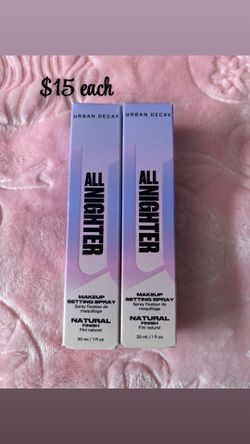 $15 each
URBAN DECAY
ALL
NIGHTER
MAKEUP
SETTING SPRAY
Spray fixateur de
maquillage
NATURAL
FINISH
Fini naturel
30 ml / 1 fl oz
URBAN DECAY
ALL
NIGHTER
MAKEUP
SETTING SPRAY
Spray fixateur de
maquillage
NATURAL
FINISH
Fini naturel
30 ml / 1 fl oz